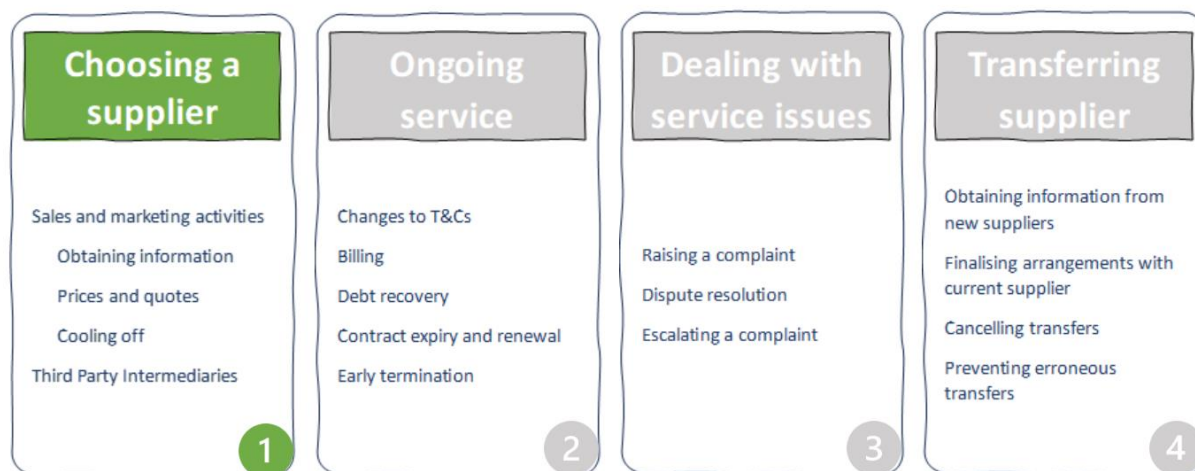 Choosing a
supplier
Sales and marketing activities
Obtaining information
Prices and quotes
Cooling off
Third Party Intermediaries
1
Ongoing
service
Changes to T&Cs
Billing
Debt recovery
Contract expiry and renewal
Early termination
2
Dealing with
service issues
Raising a complaint
Dispute resolution
Escalating a complaint
3
Transferring
supplier
Obtaining information from
new suppliers
Finalising arrangements with
current supplier
Cancelling transfers
Preventing erroneous
transfers
4